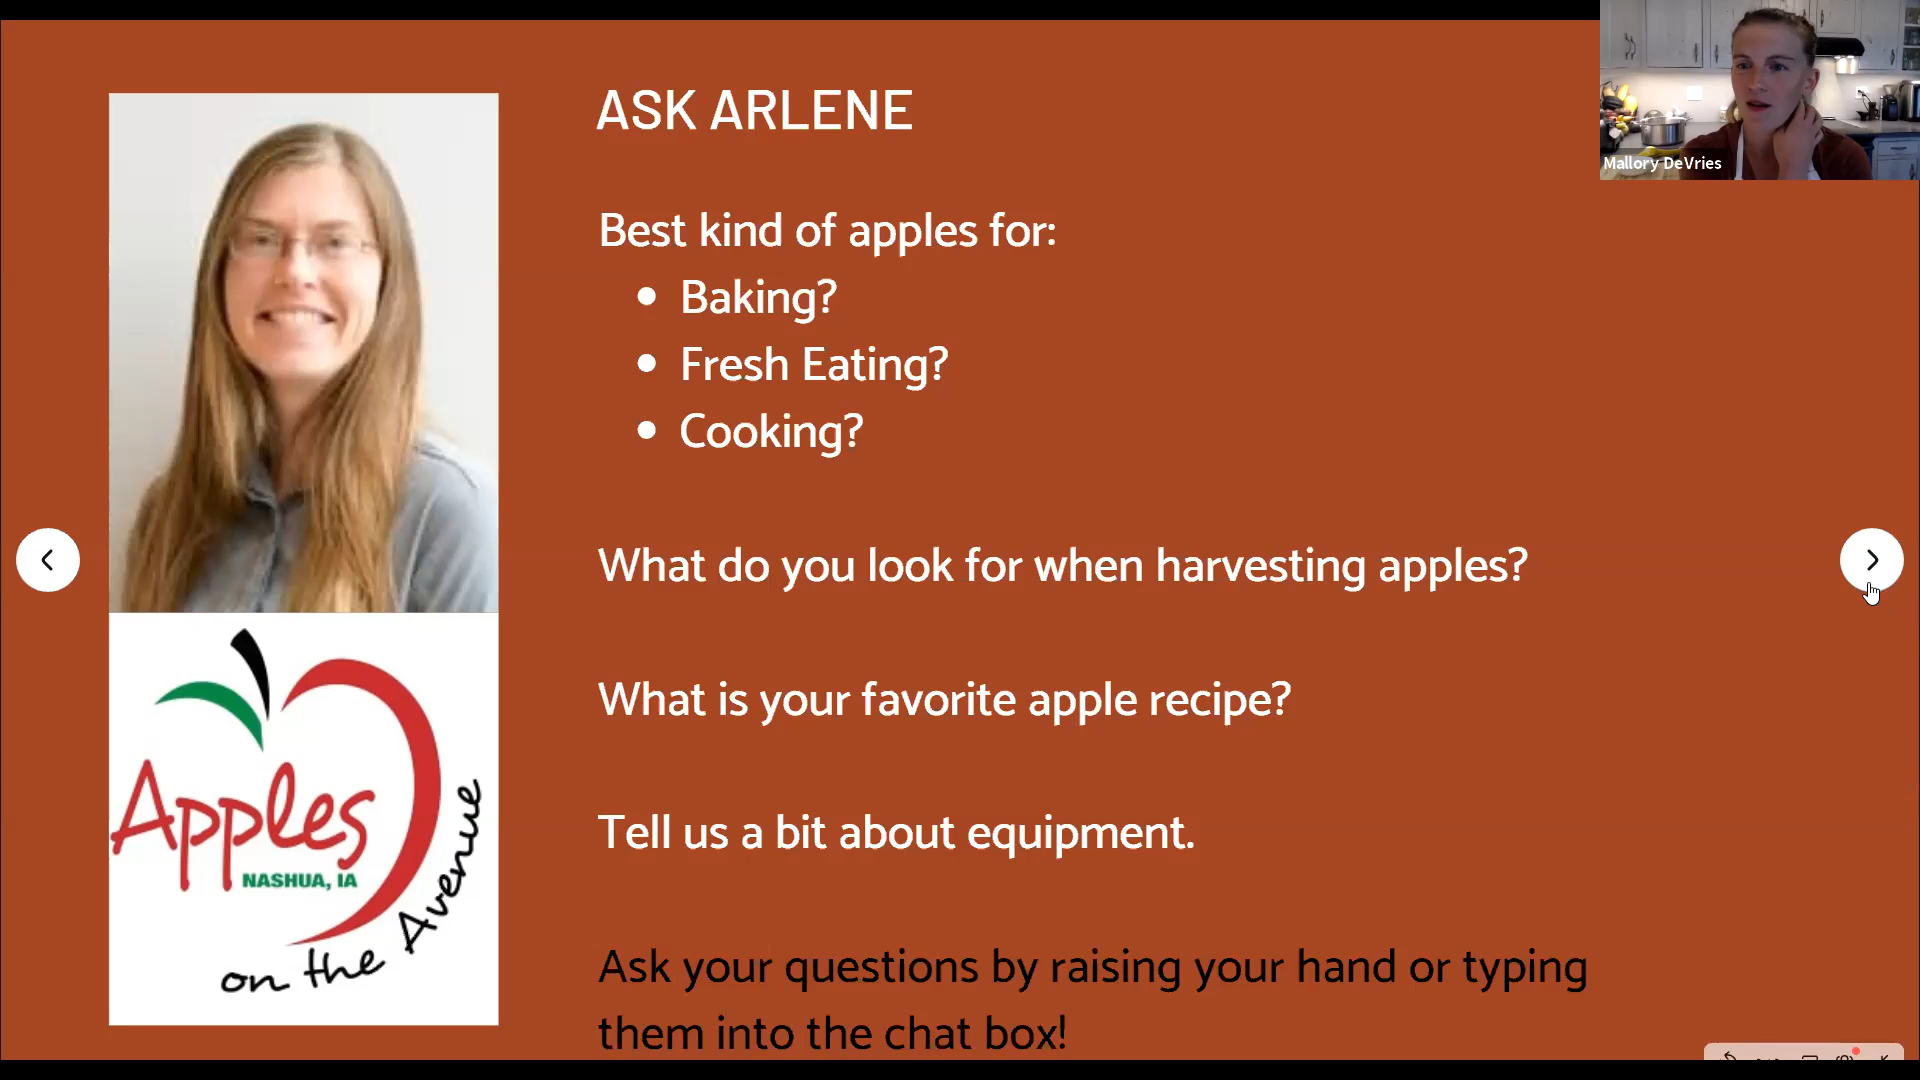 ASK ARLENE
Best kind of apples for:
• Baking?
• Fresh Eating?
• Cooking?
What do you look for when harvesting apples?
What is your favorite apple recipe?
Tell us a bit about equipment.
Ask your questions by raising your hand or typing
them into the chat box!
Apples
NASHUA, IA
on the Avenue
Mallory DeVries